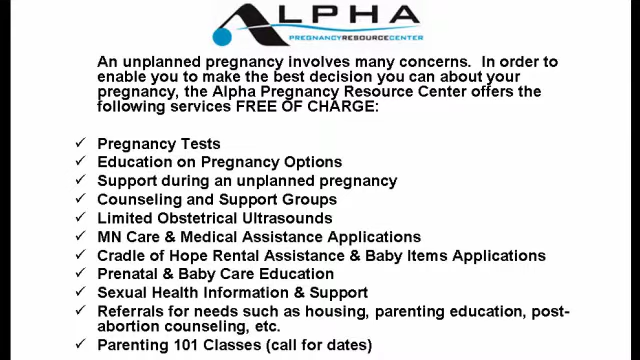 ALPHA
PREGNANCYRESOURCECENTER
An unplanned pregnancy involves many concerns.  In order to
enable you to make the best decision you can about your
pregnancy, the Alpha Pregnancy Resource Center offers the
following services FREE OF CHARGE:
✓ Pregnancy Tests
✓ Education on Pregnancy Options
✓ Support during an unplanned pregnancy
✓ Counseling and Support Groups
✓ Limited Obstetrical Ultrasounds
✓ MN Care & Medical Assistance Applications
✓ Cradle of Hope Rental Assistance & Baby Items Applications
✓ Prenatal & Baby Care Education
✓ Sexual Health Information & Support
✓ Referrals for needs such as housing, parenting education, post-
abortion counseling, etc.
✓ Parenting 101 Classes (call for dates)